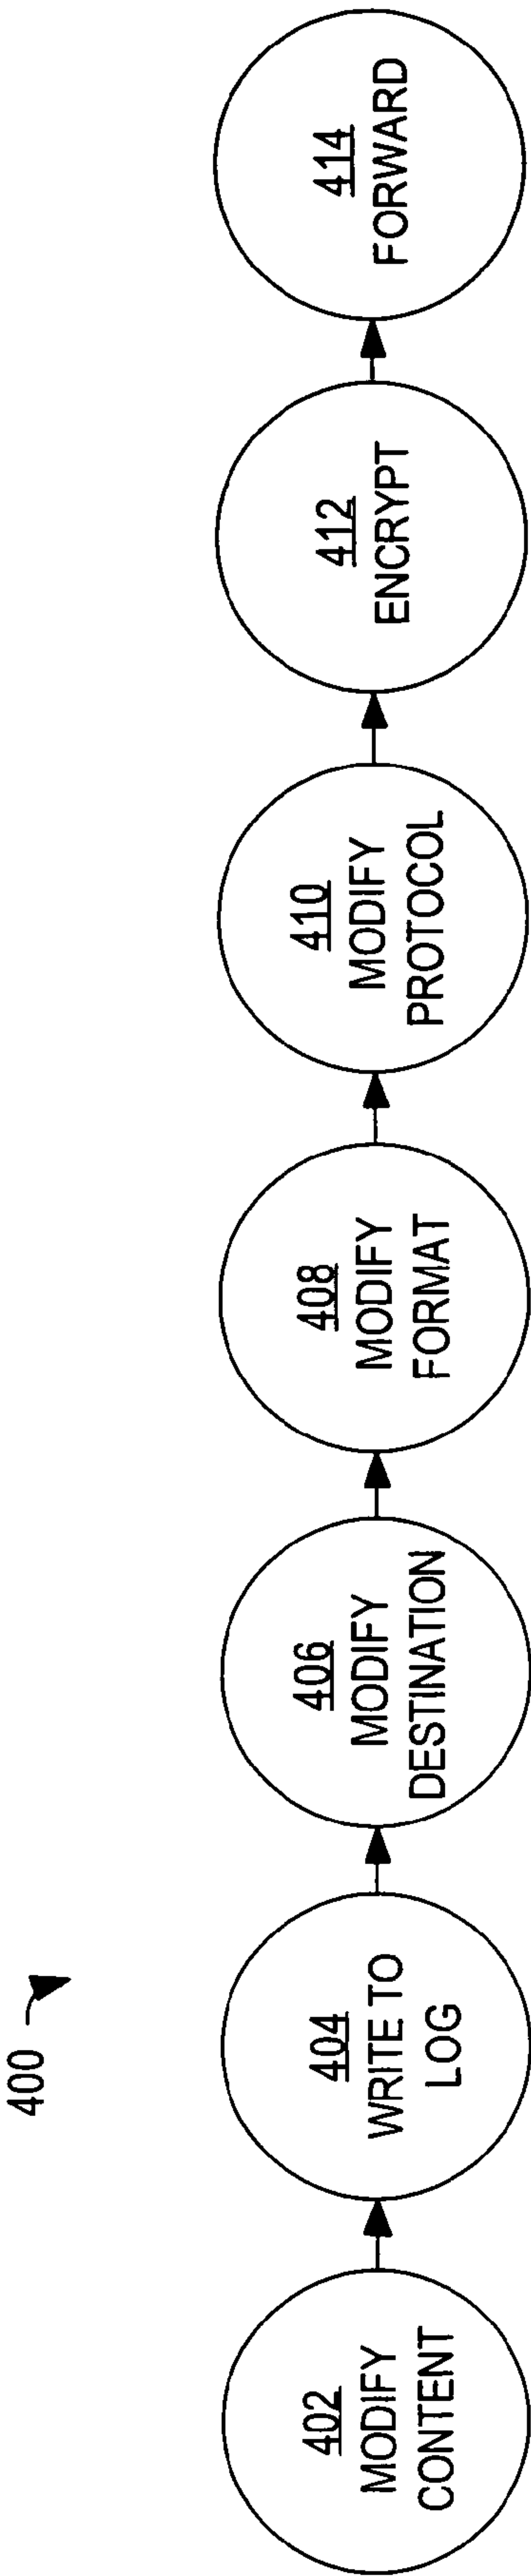 400
402
MODIFY
CONTENT
404
WRITE TO
LOG
406
MODIFY
DESTINATION
408
MODIFY
FORMAT
410
MODIFY
PROTOCOL
412
ENCRYPT
414
FORWARD